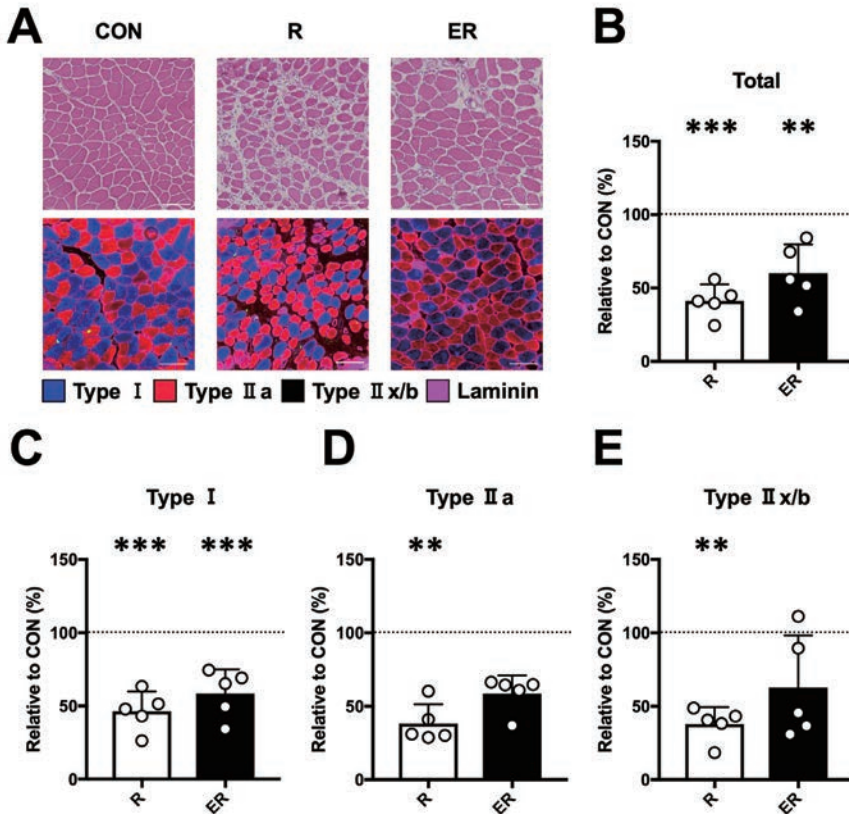 A
CON R ER
Type Ⅰ Type Ⅱa Type Ⅱx/b Laminin
B
Total
*** **
Relative to CON (%)
150
100
50
0
R ER
C
Type Ⅰ
*** ***
Relative to CON (%)
150
100
50
0
R ER
D
Type Ⅱa
**
Relative to CON (%)
150
100
50
0
R ER
E
Type Ⅱx/b
**
Relative to CON (%)
150
100
50
0
R ER